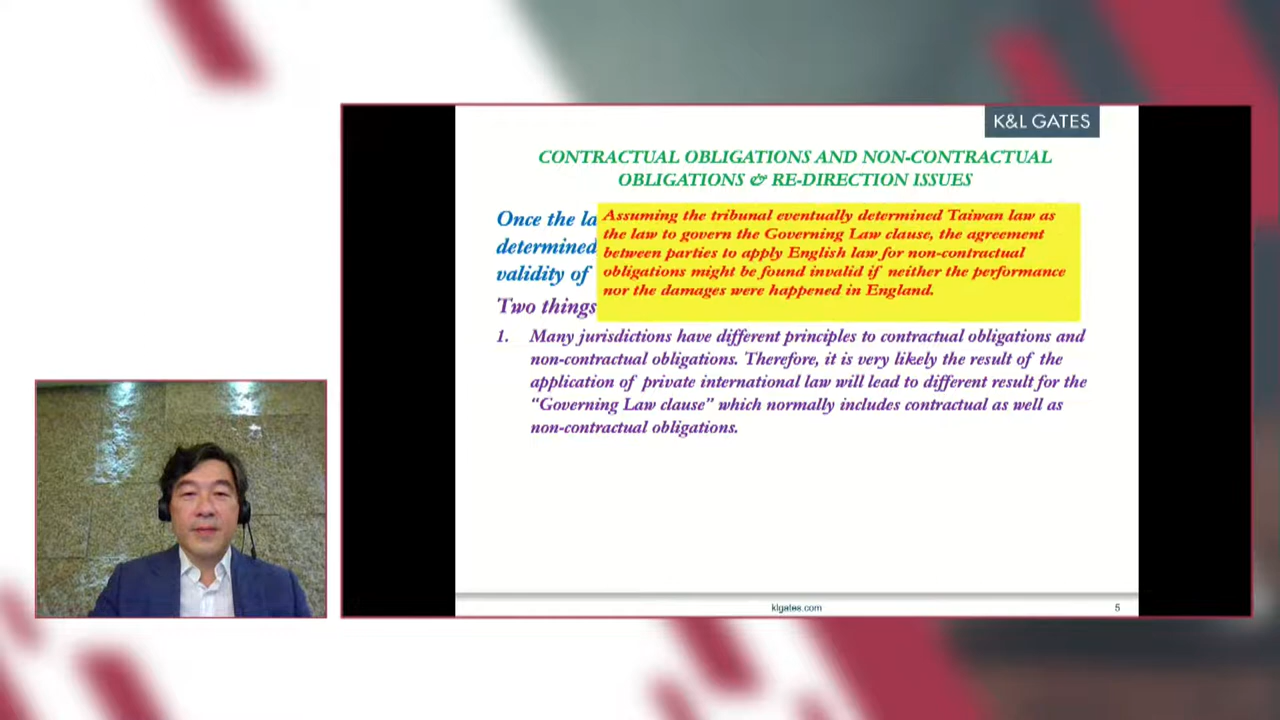 K&L GATES
CONTRACTUAL OBLIGATIONS AND NON-CONTRACTUAL
OBLIGATIONS & RE-DIRECTION ISSUES
Once the la
determined
validity of
Two things
Assuming the tribunal eventually determined Taiwan law as
the law to govern the Governing Law clause, the agreement
between parties to apply English law for non-contractual
obligations might be found invalid if neither the performance
nor the damages were happened in England.
1. Many jurisdictions have different principles to contractual obligations and
non-contractual obligations. Therefore, it is very likely the result of the
application of private international law will lead to different result for the
“Governing Law clause” which normally includes contractual as well as
non-contractual obligations.
klgates.com
5